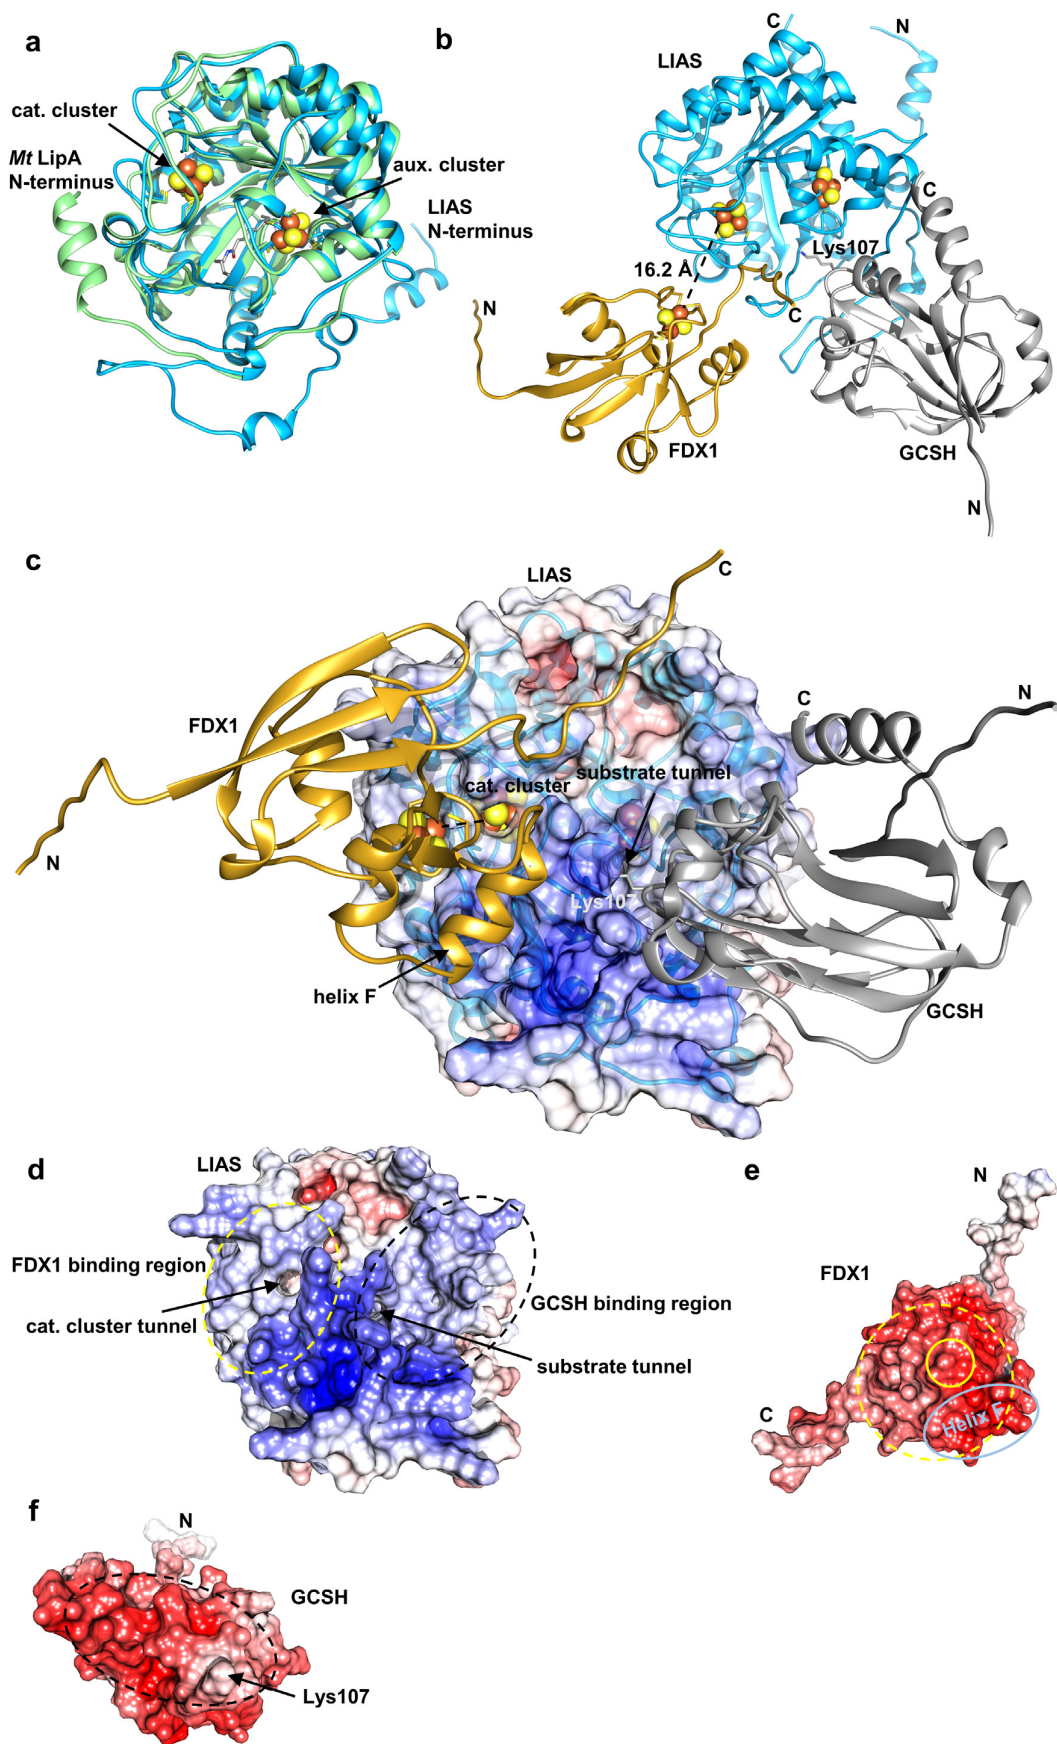 a
cat. cluster
Mt LipA
N-terminus
aux. cluster
LIAS
N-terminus
b
LIAS
C
N
C
Lys107
16.2 Å
N
C
FDX1
GCSH
N
c
LIAS
C
FDX1
N
C
substrate tunnel
cat. cluster
N
Lys107
helix F
GCSH
d
LIAS
FDX1 binding region
cat. cluster tunnel
GCSH binding region
substrate tunnel
e
N
FDX1
C
Helix F
f
N
GCSH
Lys107